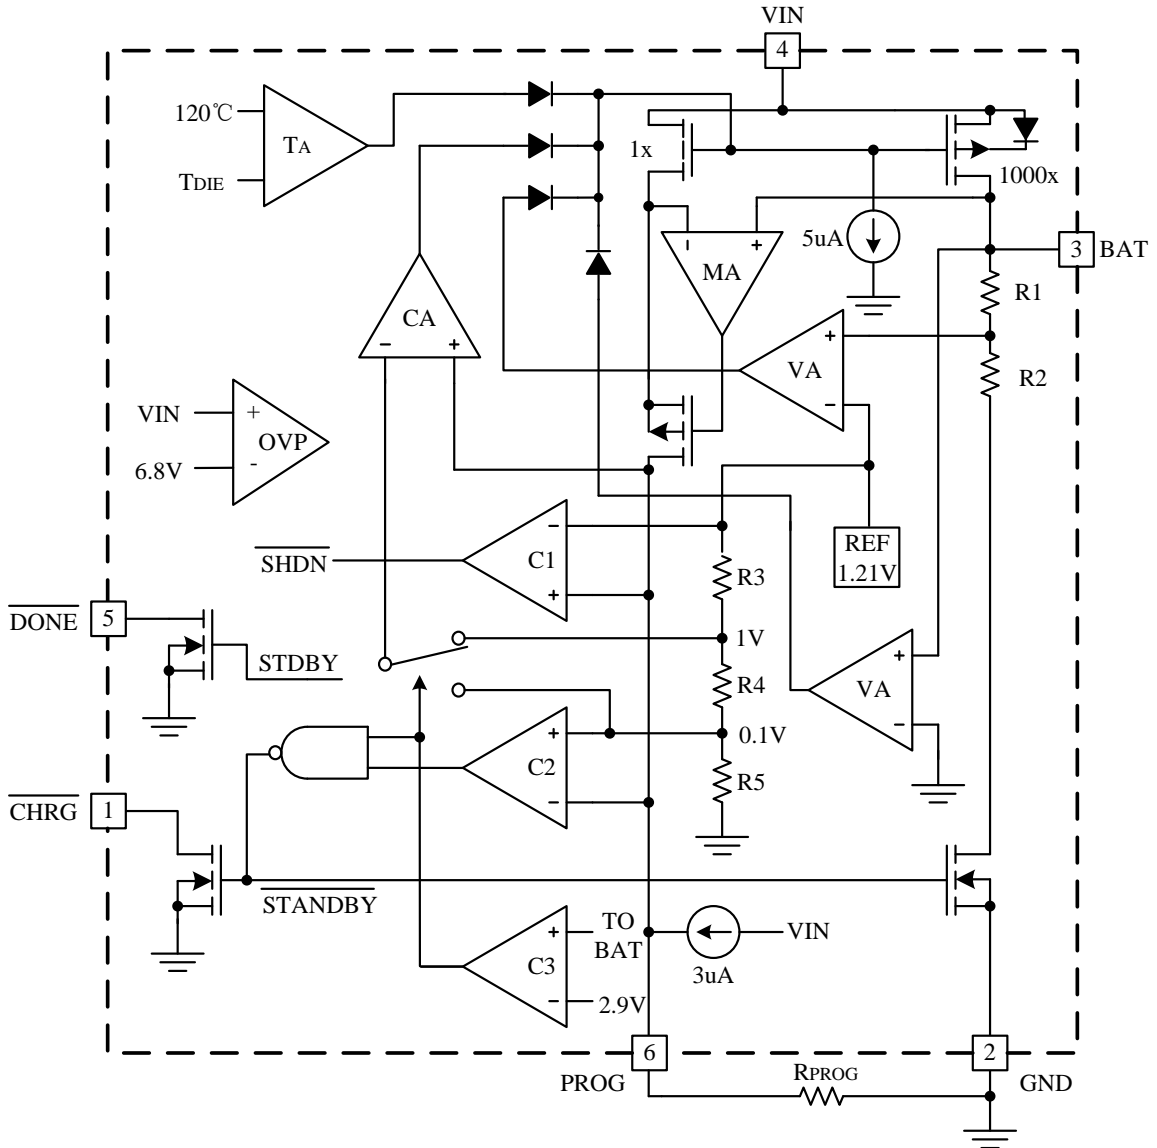 VIN
4
120℃
TA
TDIE
1x
1000x
5uA
- +
MA
3
BAT
R1
CA
- +
+
VA
-
R2
VIN
+
OVP
6.8V
-
SHDN
-
C1
+
REF
1.21V
R3
DONE
5
STDBY
1V
R4
+
VA
-
+
C2
-
0.1V
R5
CHRG
1
STANDBY
TO
BAT
+
C3
-
2.9V
VIN
3uA
6
2
PROG
RPROG
GND